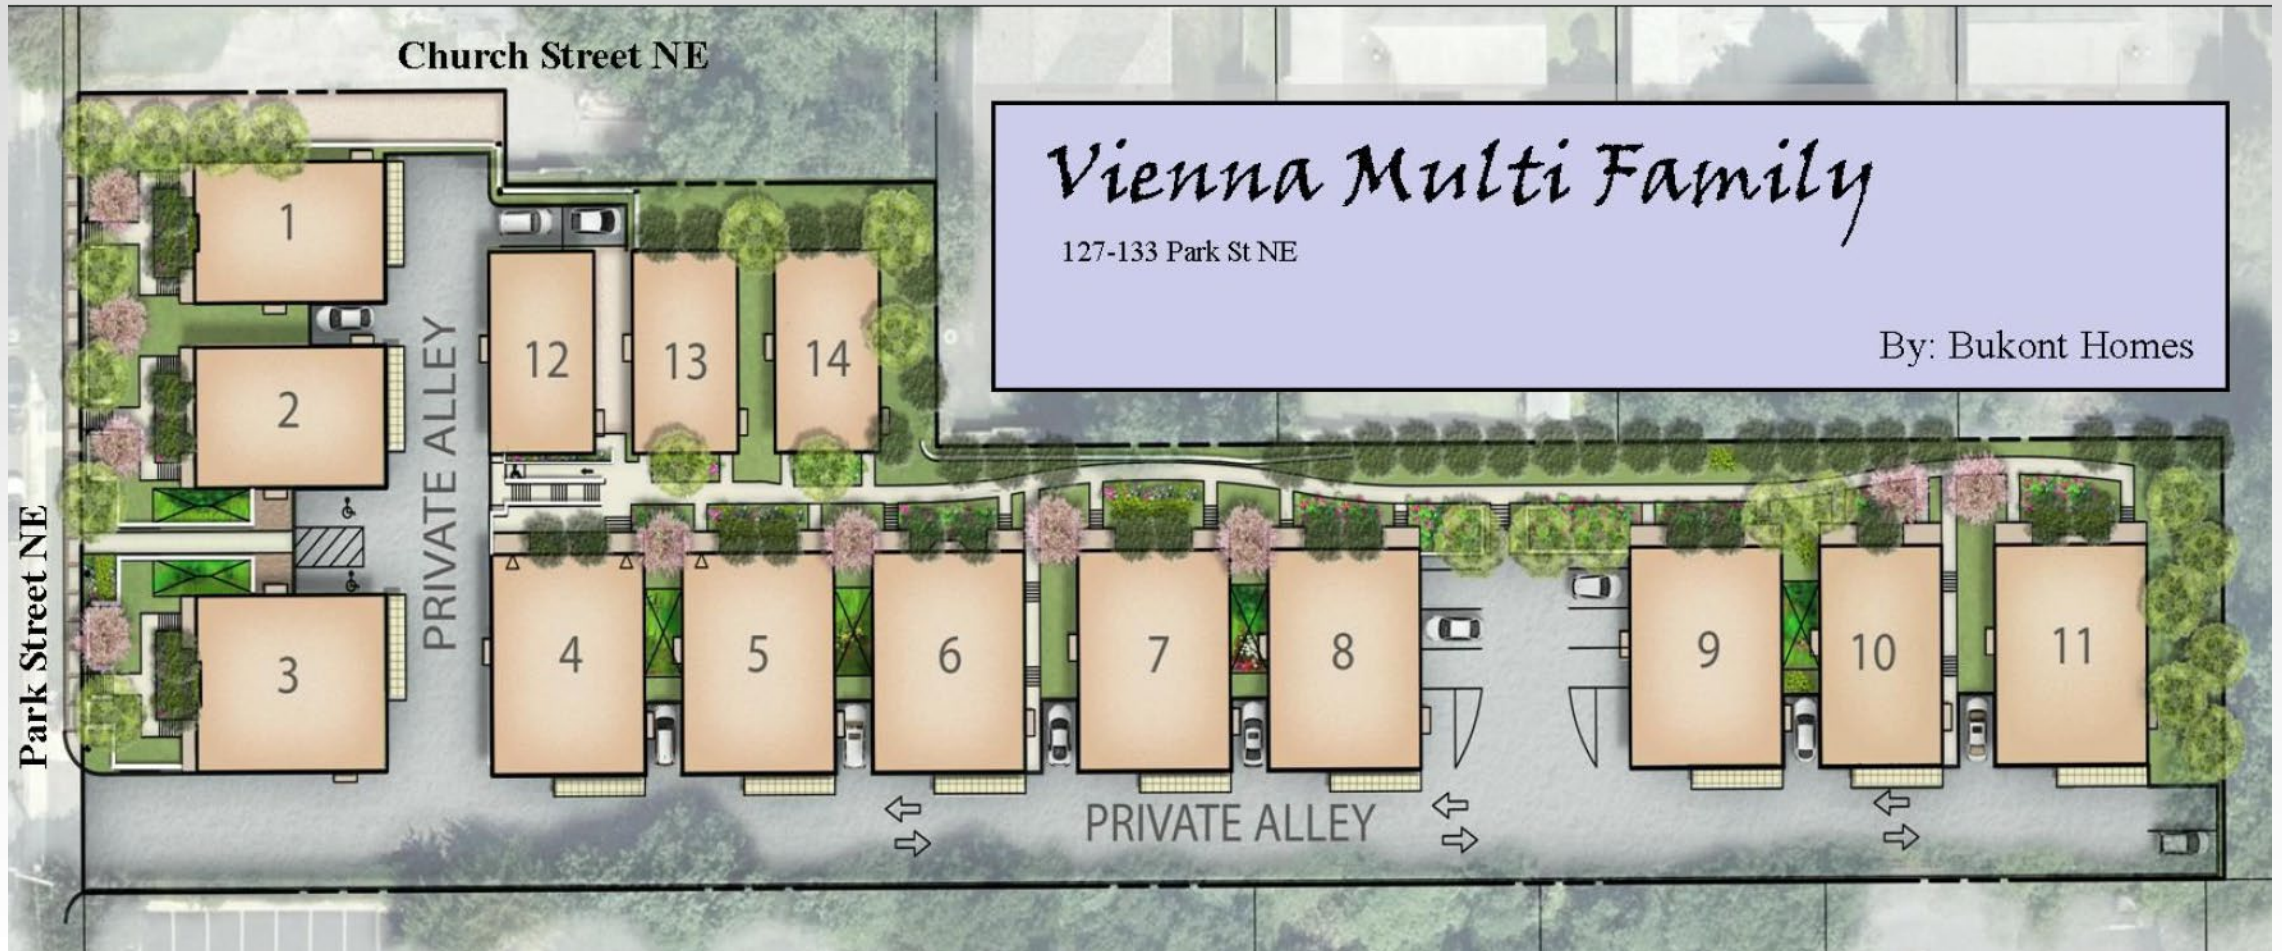 Church Street NE
Vienna Multi Family
127-133 Park St NE
By: Bukont Homes
1
2
3
12
13
14
PRIVATE ALLEY
Park Street NE
4
5
6
7
8
9
10
11
PRIVATE ALLEY